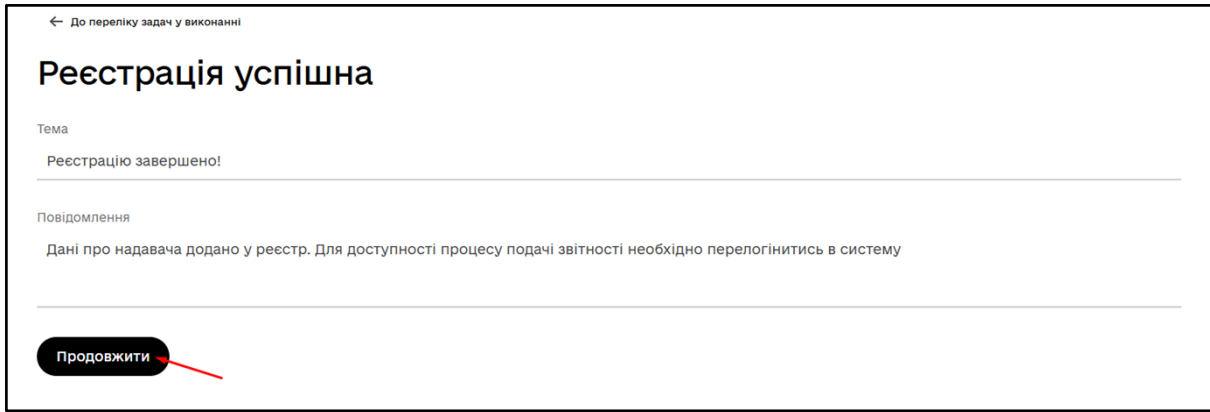 ← До переліку задач у виконанні
Реєстрація успішна
Тема
Реєстрацію завершено!
Повідомлення
Дані про надавача додано у реєстр. Для доступності процесу подачі звітності необхідно перелогінитись в систему
Продовжити